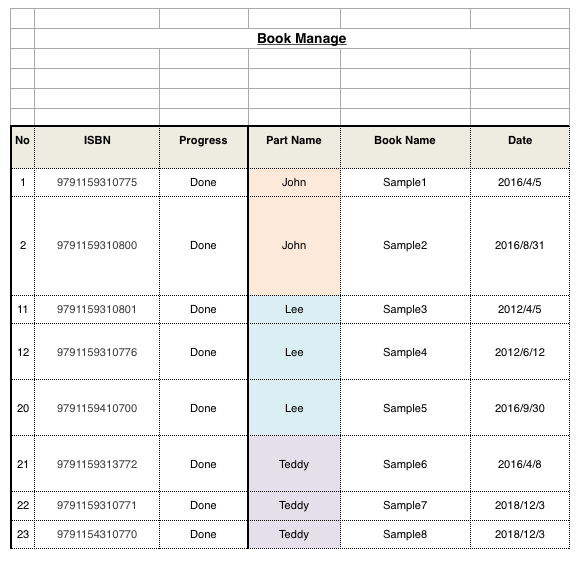 Book Manage
No ISBN Progress Part Name Book Name Date
1 9791159310775 Done John Sample1 2016/4/5
2 9791159310800 Done John Sample2 2016/8/31
11 9791159310801 Done Lee Sample3 2012/4/5
12 9791159310776 Done Lee Sample4 2012/6/12
20 9791159410700 Done Lee Sample5 2016/9/30
21 9791159313772 Done Teddy Sample6 2016/4/8
22 9791159310771 Done Teddy Sample7 2018/12/3
23 9791154310770 Done Teddy Sample8 2018/12/3